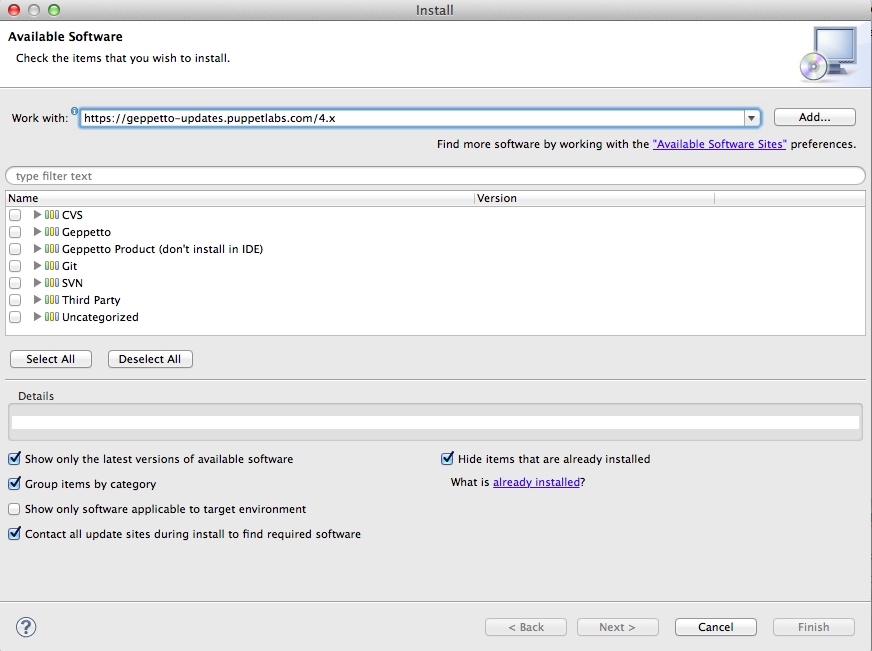 Install
Available Software
Check the items that you wish to install.
Work with: https://geppetto-updates.puppetlabs.com/4.x Add...
Find more software by working with the "Available Software Sites" preferences.
type filter text
Name Version
CVS
Geppetto
Geppetto Product (don't install in IDE)
Git
SVN
Third Party
Uncategorized
Select All Deselect All
Details
Show only the latest versions of available software Hide items that are already installed
Group items by category What is already installed?
Show only software applicable to target environment
Contact all update sites during install to find required software
? < Back Next > Cancel Finish